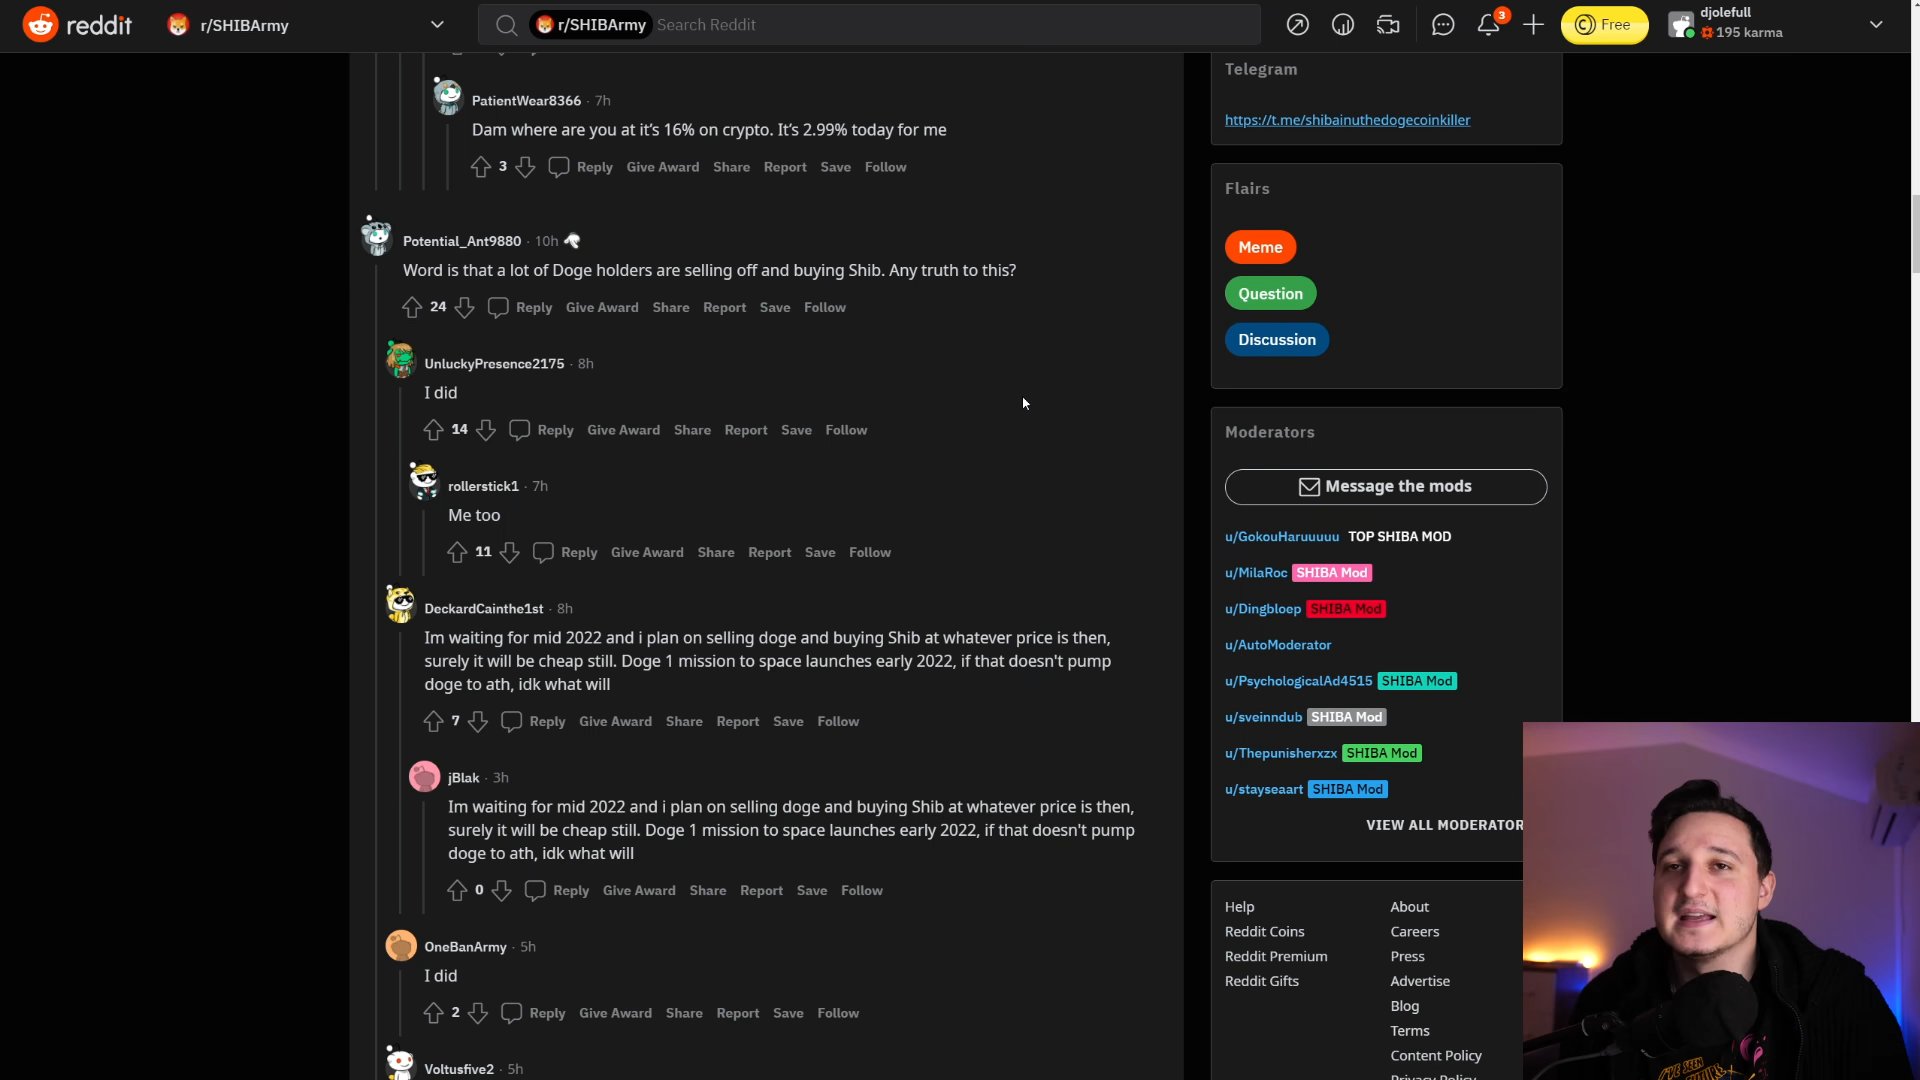 reddit
r/SHIBArmy
r/SHIBArmy Search Reddit
3
Free
djolefull
195 karma
PatientWear8366 · 7h
Dam where are you at it's 16% on crypto. It's 2.99% today for me
3 Reply Give Award Share Report Save Follow
Potential_Ant9880 · 10h
Word is that a lot of Doge holders are selling off and buying Shib. Any truth to this?
24 Reply Give Award Share Report Save Follow
UnluckyPresence2175 · 8h
I did
14 Reply Give Award Share Report Save Follow
rollerstick1 · 7h
Me too
11 Reply Give Award Share Report Save Follow
DeckardCainthe1st · 8h
Im waiting for mid 2022 and i plan on selling doge and buying Shib at whatever price is then,
surely it will be cheap still. Doge 1 mission to space launches early 2022, if that doesn't pump
doge to ath, idk what will
7 Reply Give Award Share Report Save Follow
jBlak · 3h
Im waiting for mid 2022 and i plan on selling doge and buying Shib at whatever price is then,
surely it will be cheap still. Doge 1 mission to space launches early 2022, if that doesn't pump
doge to ath, idk what will
0 Reply Give Award Share Report Save Follow
OneBanArmy · 5h
I did
2 Reply Give Award Share Report Save Follow
Voltusfive2 · 5h
Telegram
https://t.me/shibainuthedogecoinkiller
Flairs
Meme
Question
Discussion
Moderators
Message the mods
u/GokouHaruuuuu TOP SHIBA MOD
u/MilaRoc SHIBA Mod
u/Dingbloep SHIBA Mod
u/AutoModerator
u/PsychologicalAd4515 SHIBA Mod
u/sveinndub SHIBA Mod
u/Thepunisherxzx SHIBA Mod
u/stayseaart SHIBA Mod
VIEW ALL MODERATOR
Help
Reddit Coins
Reddit Premium
Reddit Gifts
About
Careers
Press
Advertise
Blog
Terms
Content Policy
Privacy Policy
I'VE SEEN